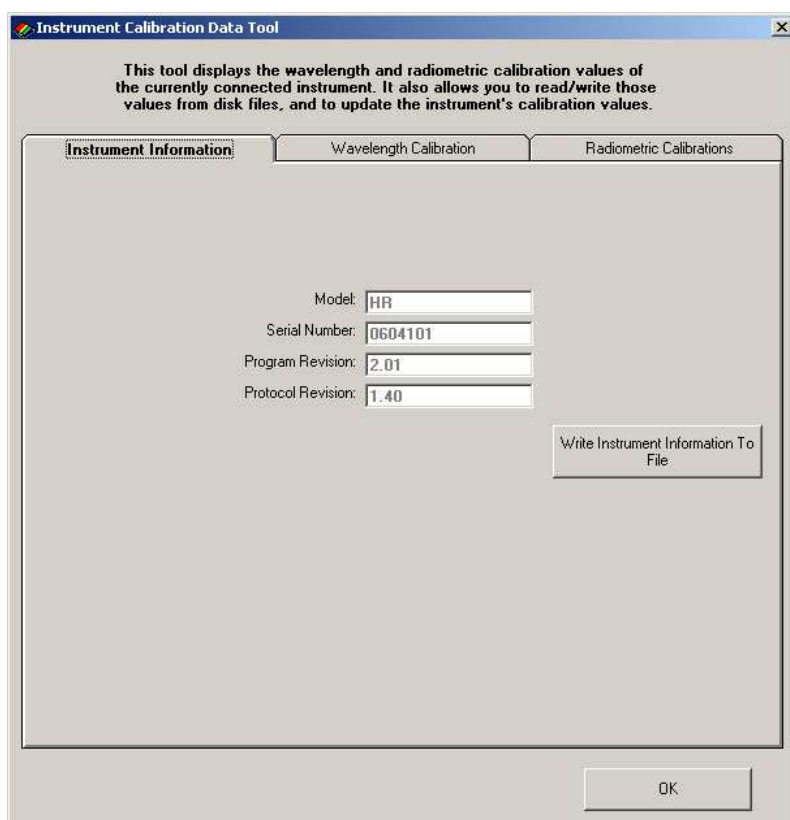 Instrument Calibration Data Tool
This tool displays the wavelength and radiometric calibration values of
the currently connected instrument. It also allows you to read/write those
values from disk files, and to update the instrument's calibration values.
Instrument Information
Wavelength Calibration
Radiometric Calibrations
Model: HR
Serial Number: 0604101
Program Revision: 2.01
Protocol Revision: 1.40
Write Instrument Information To
File
OK